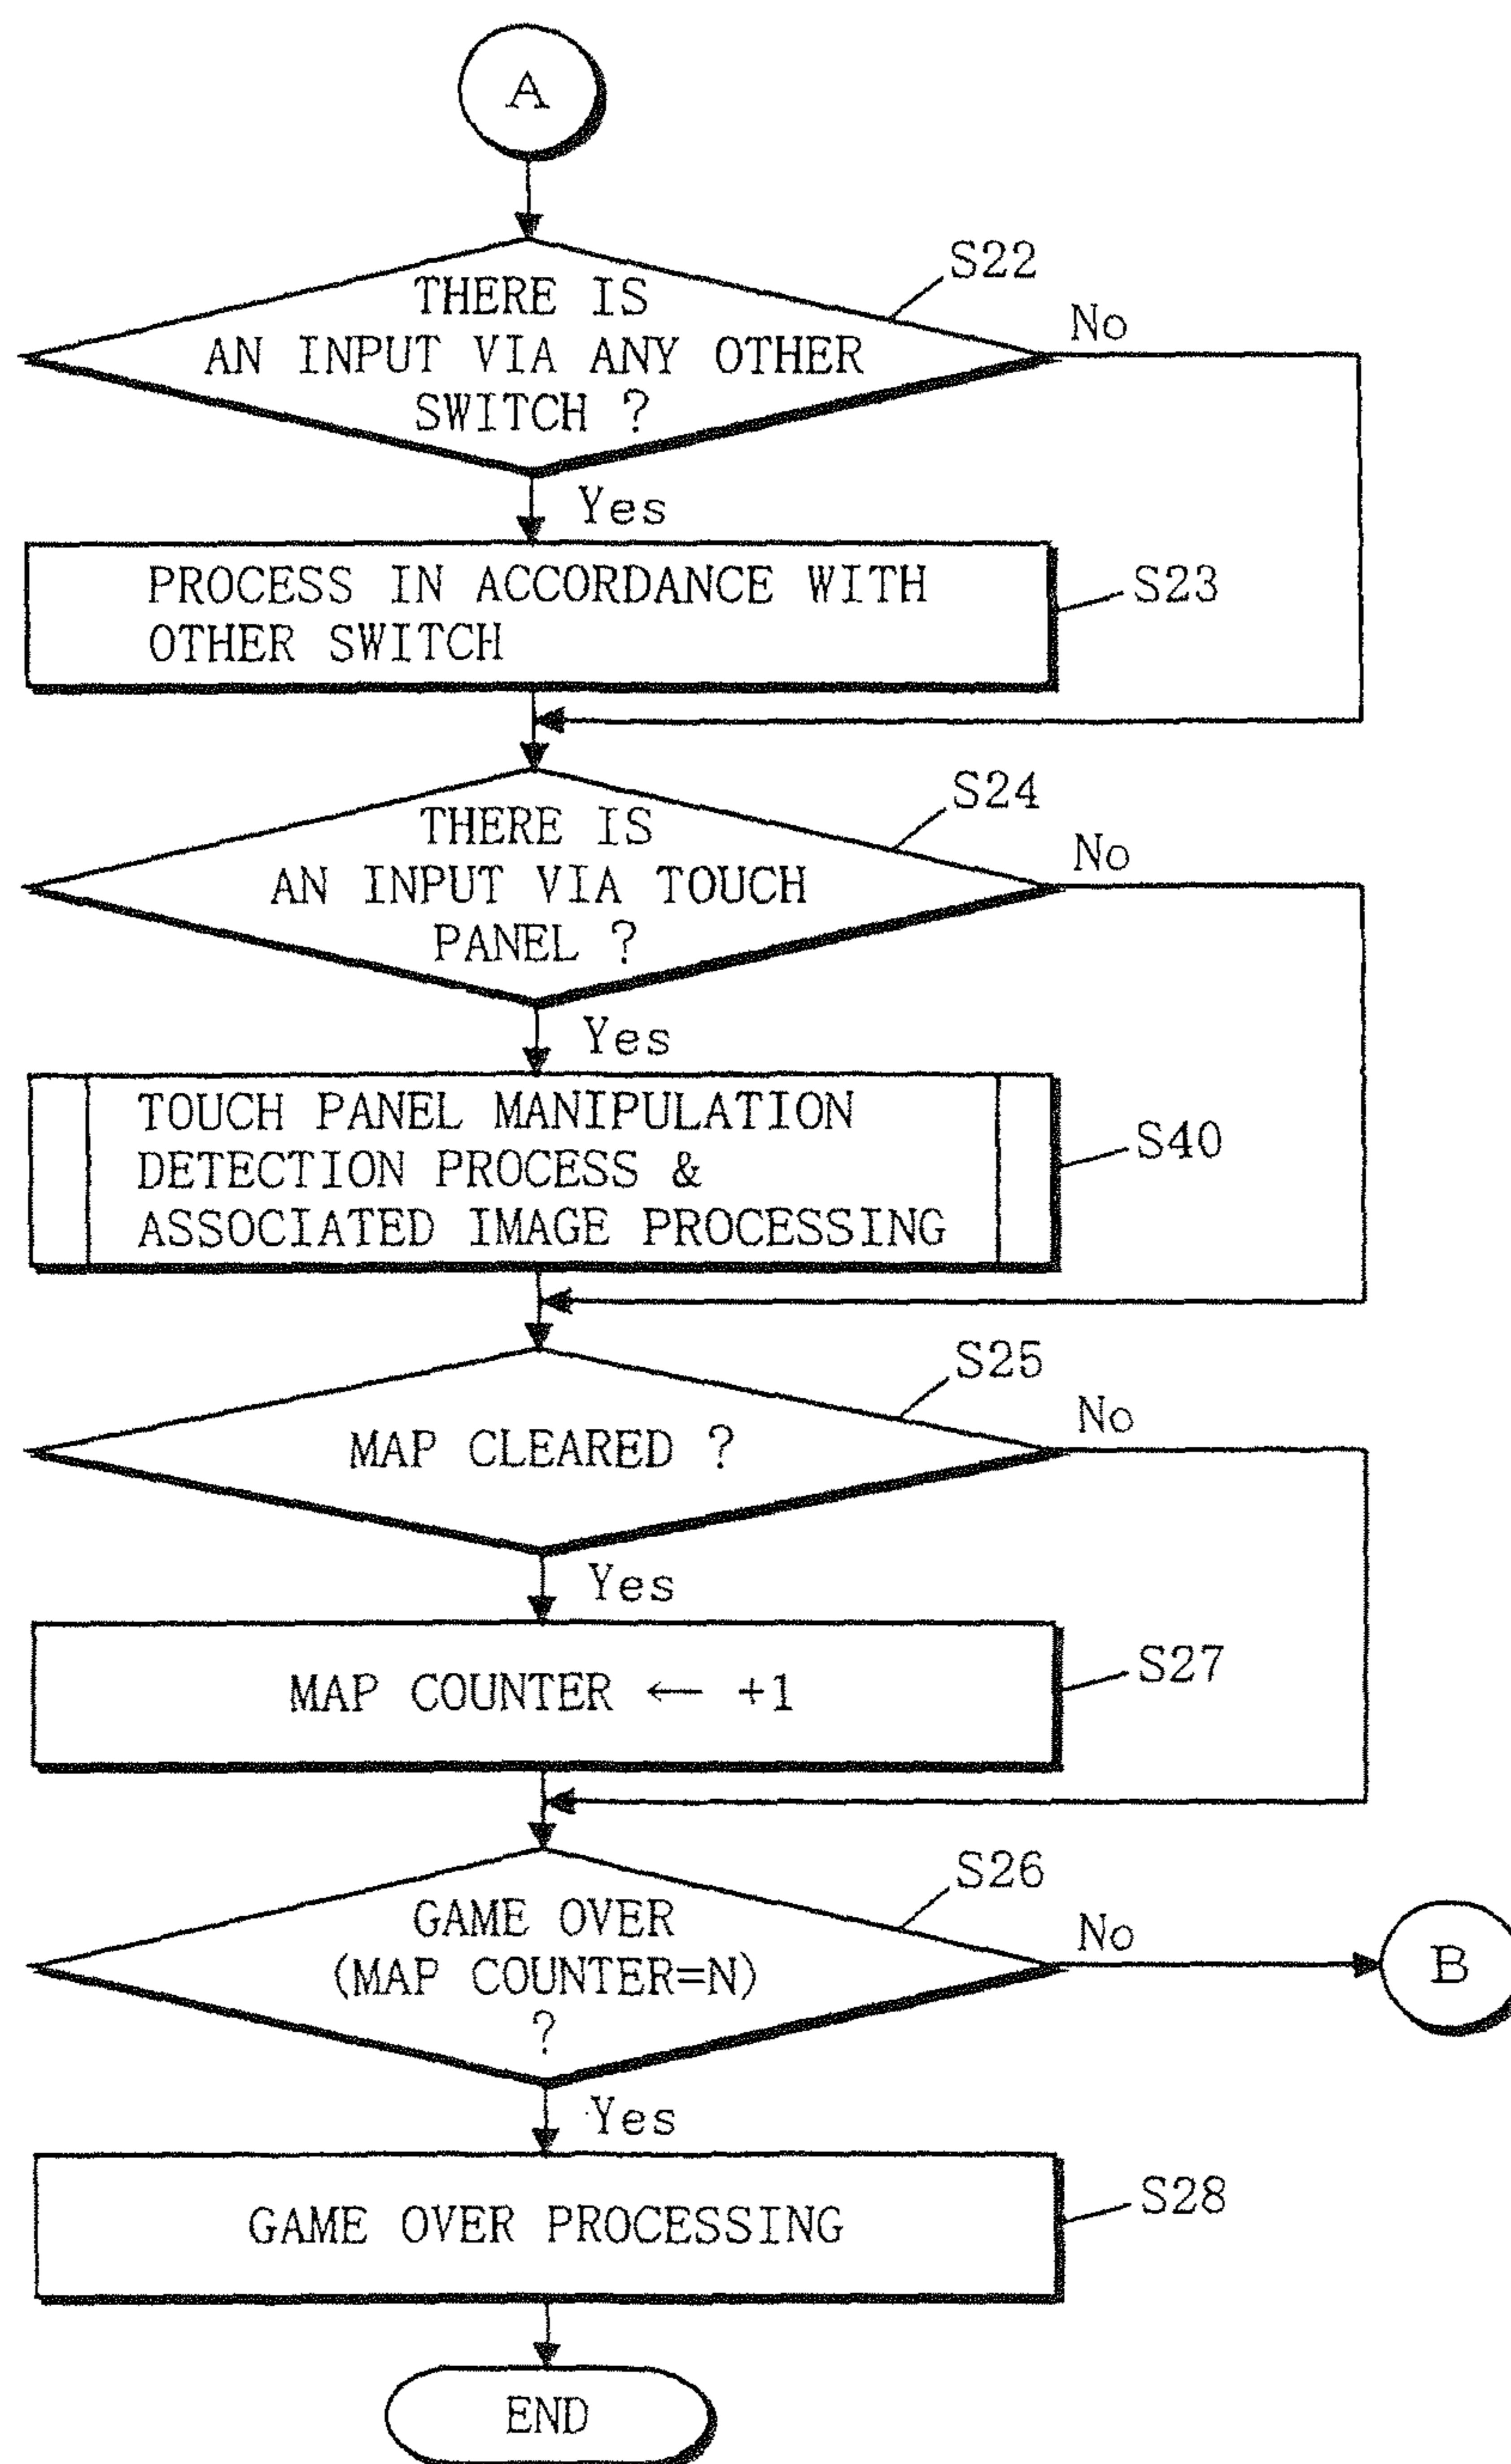 A
S22
THERE IS
AN INPUT VIA ANY OTHER
SWITCH ?
No
Yes
PROCESS IN ACCORDANCE WITH
OTHER SWITCH
S23
S24
THERE IS
AN INPUT VIA TOUCH
PANEL ?
No
Yes
TOUCH PANEL MANIPULATION
DETECTION PROCESS &
ASSOCIATED IMAGE PROCESSING
S40
S25
MAP CLEARED ?
No
Yes
MAP COUNTER ← +1
S27
S26
GAME OVER
(MAP COUNTER=N)
?
No
B
Yes
GAME OVER PROCESSING
S28
END